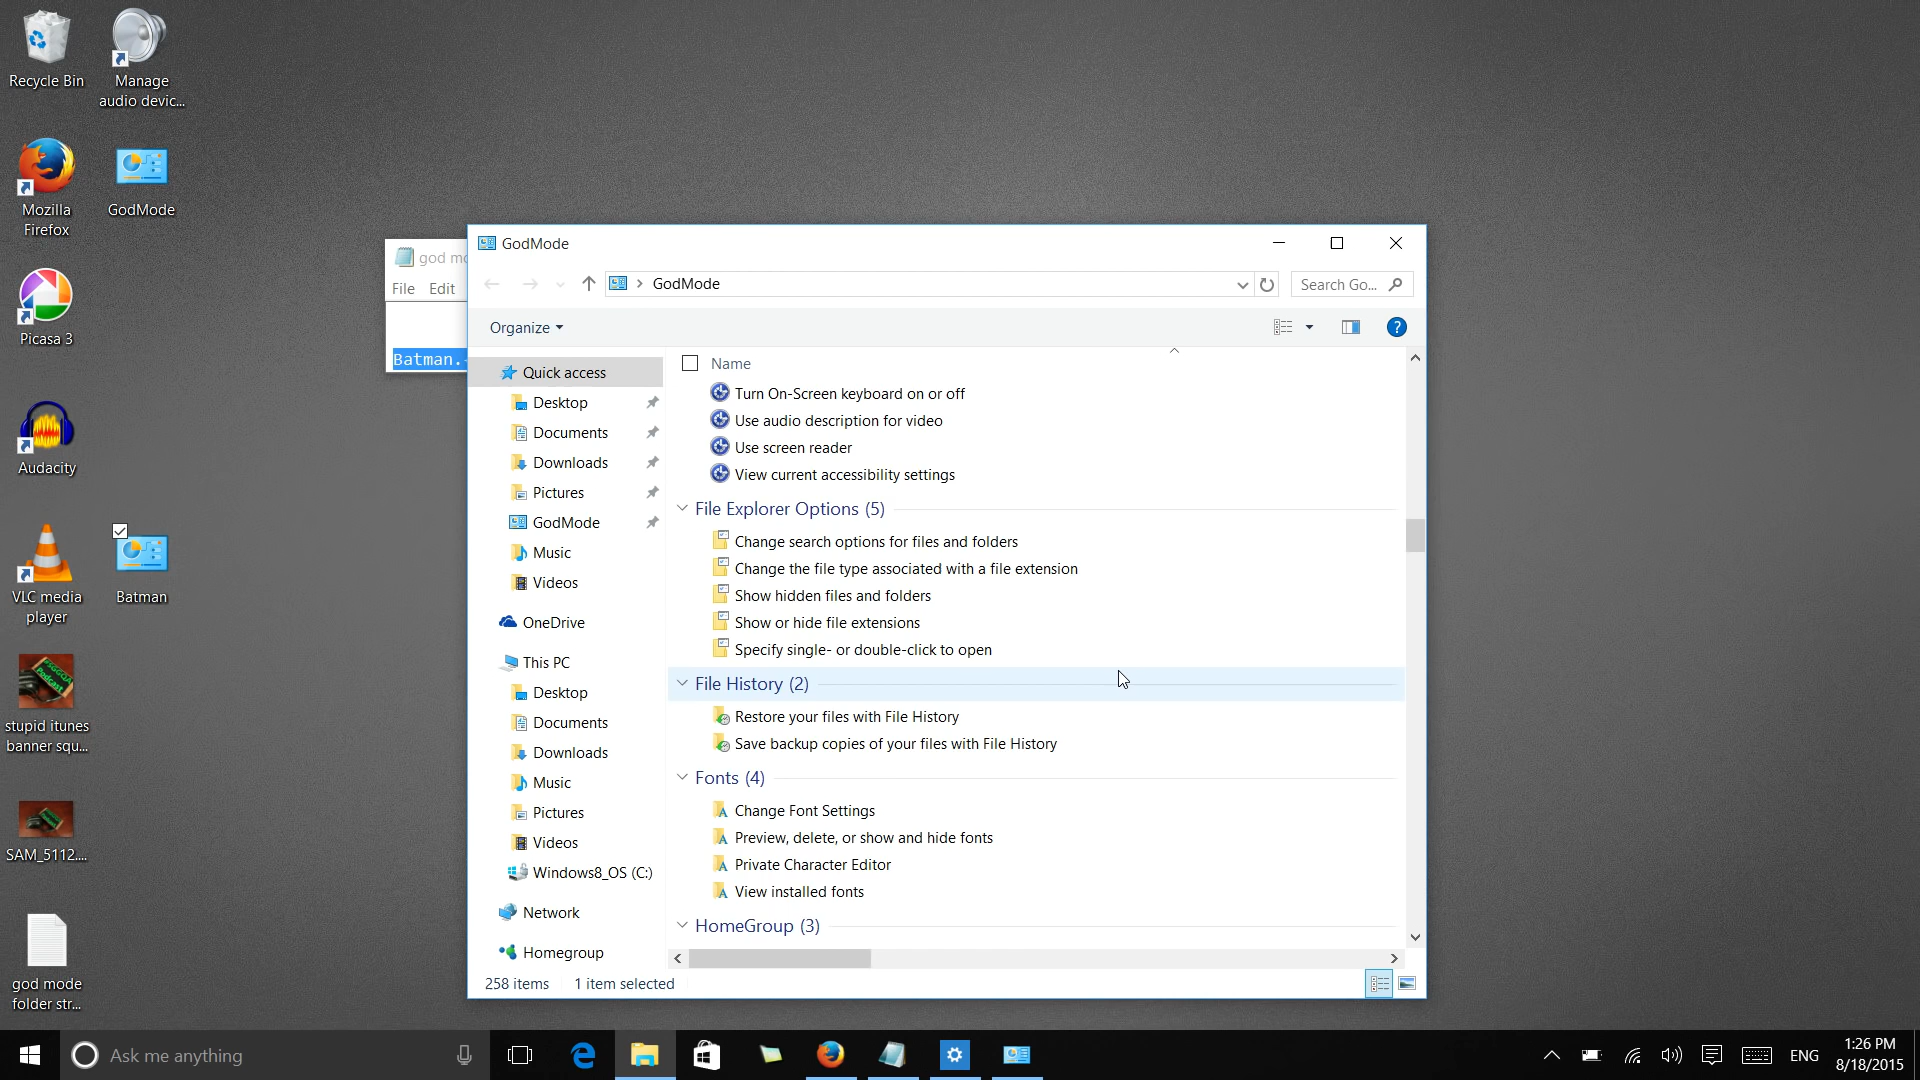 Recycle Bin
Manage
audio devic...
Mozilla
Firefox
GodMode
Picasa 3
Audacity
VLC media
player
Batman
stupid itunes
banner squ...
SAM_5112....
god mode
folder str...
god mo
File Edit
Batman.
GodMode
GodMode
Search Go...
Organize
Quick access
Desktop
Documents
Downloads
Pictures
GodMode
Music
Videos
OneDrive
This PC
Desktop
Documents
Downloads
Music
Pictures
Videos
Windows8_OS (C:)
Network
Homegroup
Name
Turn On-Screen keyboard on or off
Use audio description for video
Use screen reader
View current accessibility settings
File Explorer Options (5)
Change search options for files and folders
Change the file type associated with a file extension
Show hidden files and folders
Show or hide file extensions
Specify single- or double-click to open
File History (2)
Restore your files with File History
Save backup copies of your files with File History
Fonts (4)
Change Font Settings
Preview, delete, or show and hide fonts
Private Character Editor
View installed fonts
HomeGroup (3)
258 items 1 item selected
Ask me anything
ENG
1:26 PM
8/18/2015